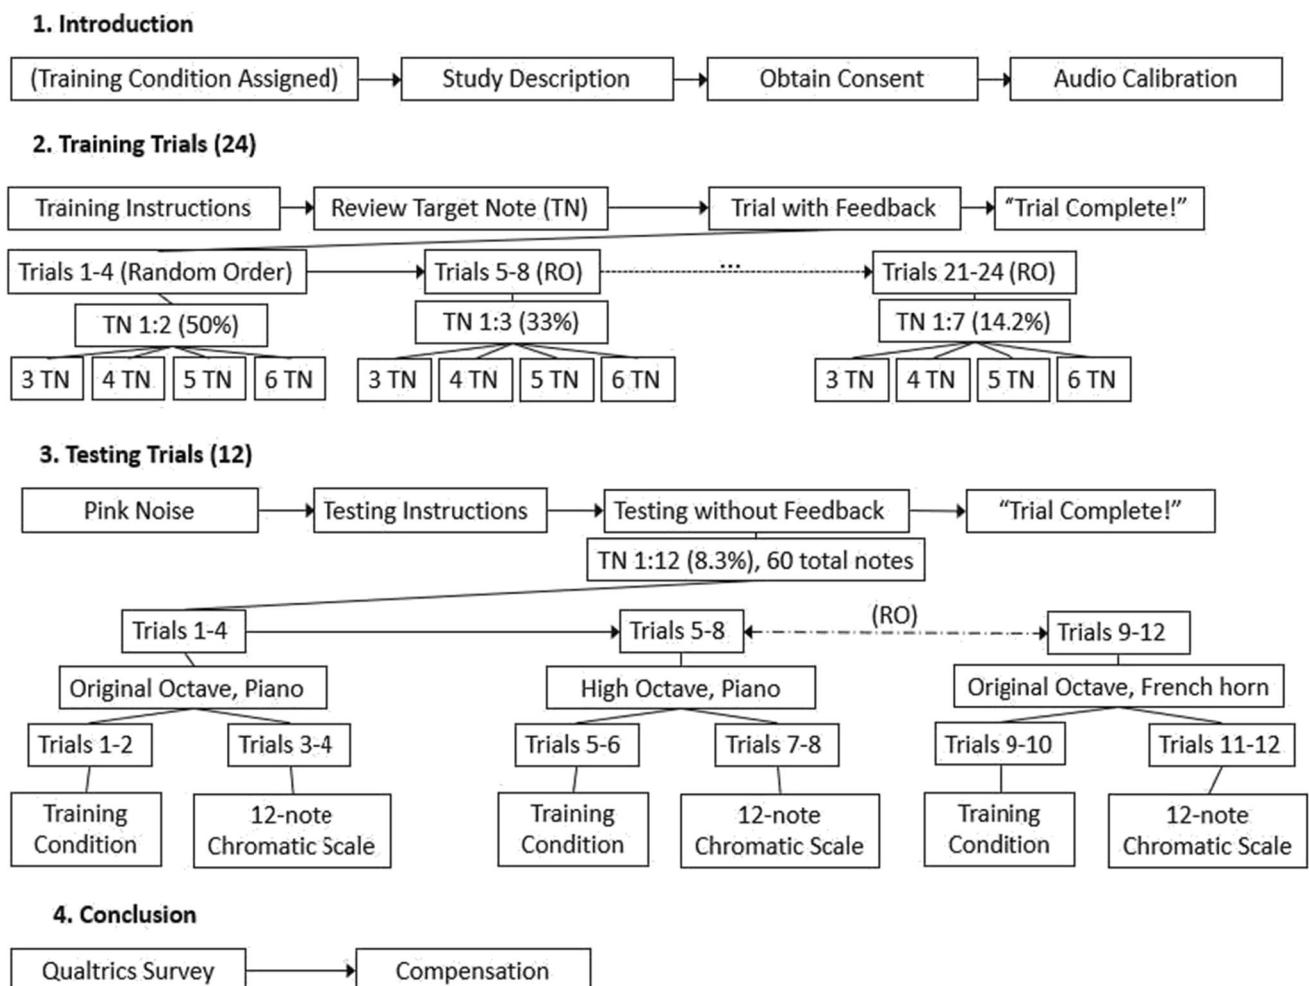 1. Introduction
(Training Condition Assigned)
Study Description
Obtain Consent
Audio Calibration
2. Training Trials (24)
Training Instructions
Review Target Note (TN)
Trial with Feedback
“Trial Complete!”
Trials 1-4 (Random Order)
Trials 5-8 (RO)
...
Trials 21-24 (RO)
TN 1:2 (50%)
TN 1:3 (33%)
TN 1:7 (14.2%)
3 TN
4 TN
5 TN
6 TN
3 TN
4 TN
5 TN
6 TN
3 TN
4 TN
5 TN
6 TN
3. Testing Trials (12)
Pink Noise
Testing Instructions
Testing without Feedback
“Trial Complete!”
TN 1:12 (8.3%), 60 total notes
Trials 1-4
Trials 5-8
(RO)
Trials 9-12
Original Octave, Piano
High Octave, Piano
Original Octave, French horn
Trials 1-2
Trials 3-4
Trials 5-6
Trials 7-8
Trials 9-10
Trials 11-12
Training
Condition
12-note
Chromatic Scale
Training
Condition
12-note
Chromatic Scale
Training
Condition
12-note
Chromatic Scale
4. Conclusion
Qualtrics Survey
Compensation